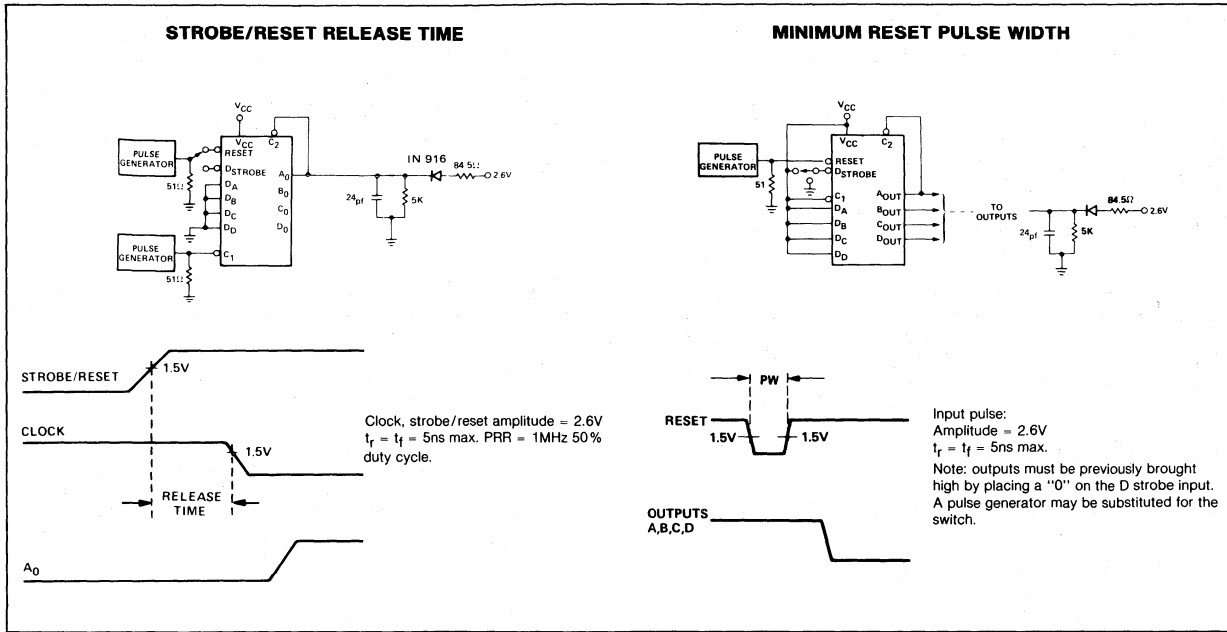 STROBE/RESET RELEASE TIME
VCC
VCC
C2
PULSE
GENERATOR
RESET
DSTROBE
51Ω
DA
DB
DC
DD
A0
B0
C0
D0
IN 916
84.5Ω
2.6V
24pf
5K
PULSE
GENERATOR
C1
51Ω
STROBE/RESET
1.5V
CLOCK
1.5V
RELEASE
TIME
A0
Clock, strobe/reset amplitude = 2.6V
tr = tf = 5ns max. PRR = 1MHz 50%
duty cycle.
MINIMUM RESET PULSE WIDTH
VCC
VCC
C2
PULSE
GENERATOR
RESET
DSTROBE
51
C1
DA
DB
DC
DD
AOUT
BOUT
COUT
DOUT
TO
OUTPUTS
84.5Ω
2.6V
24pf
5K
PW
RESET
1.5V
1.5V
OUTPUTS
A,B,C,D
Input pulse:
Amplitude = 2.6V
tr = tf = 5ns max.
Note: outputs must be previously brought
high by placing a "0" on the D strobe input.
A pulse generator may be substituted for the
switch.